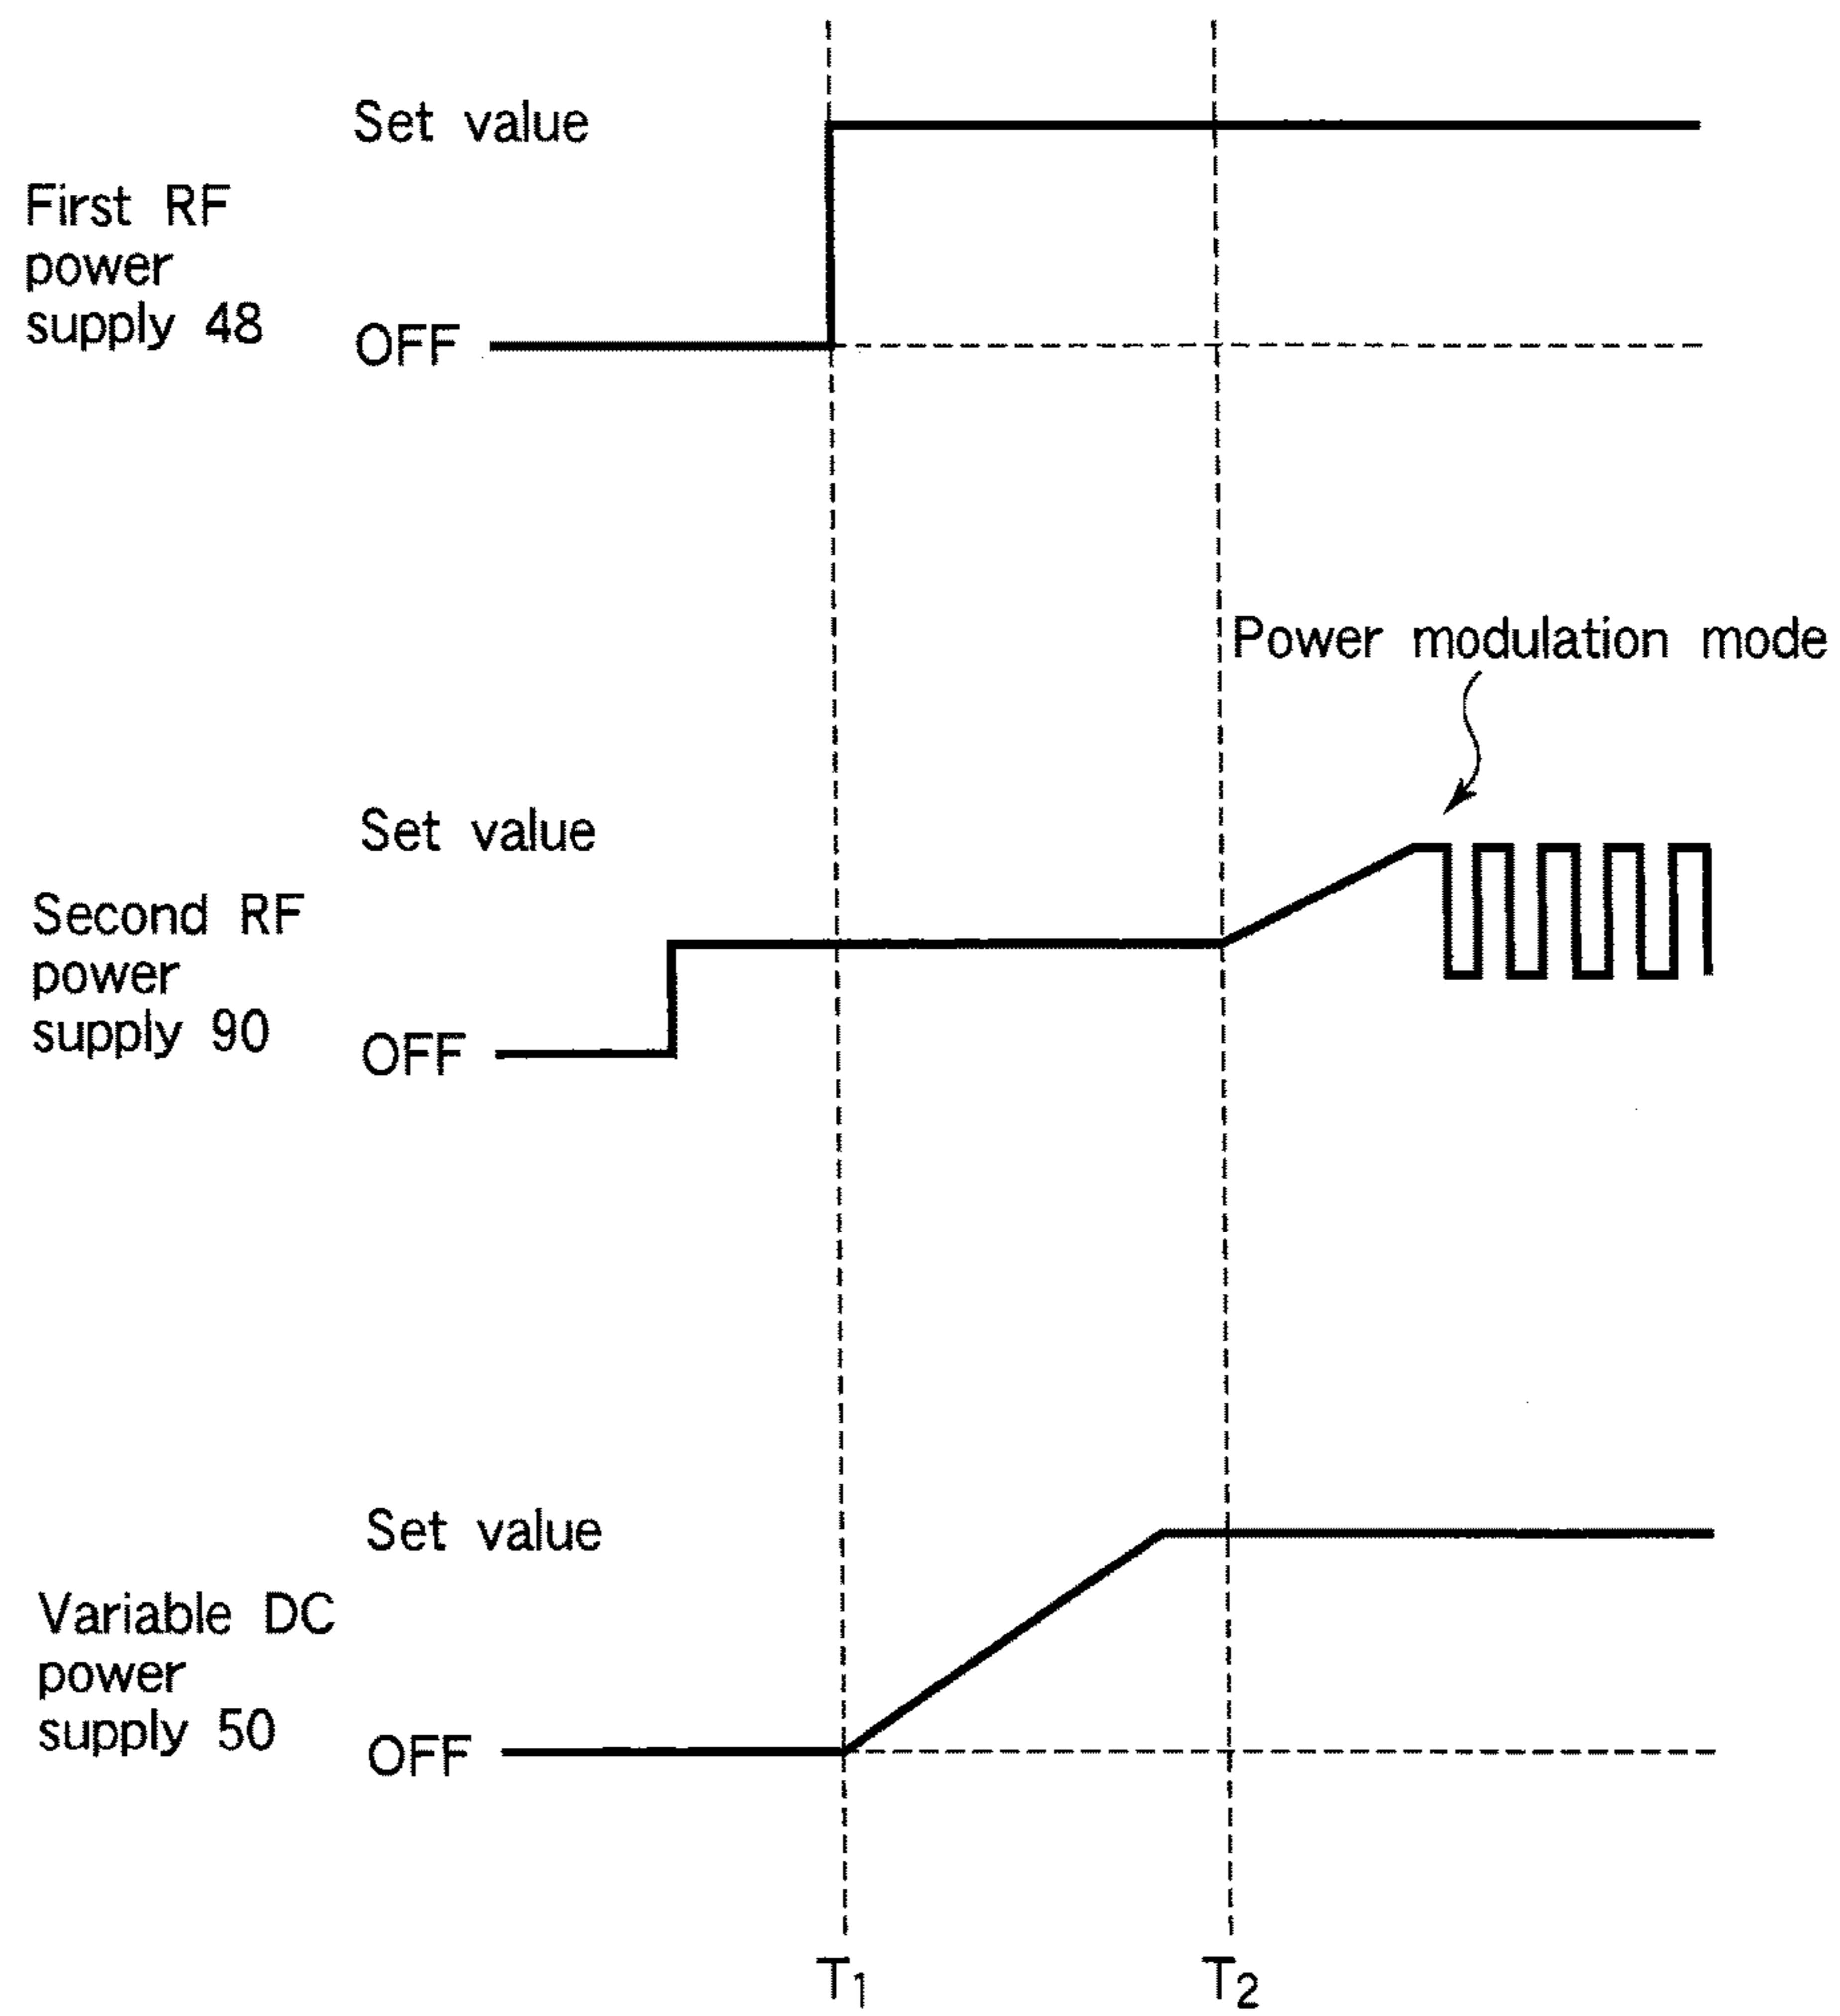 Set value
First RF
power
supply 48
OFF
Power modulation mode
Set value
Second RF
power
supply 90
OFF
Set value
Variable DC
power
supply 50
OFF
T1
T2